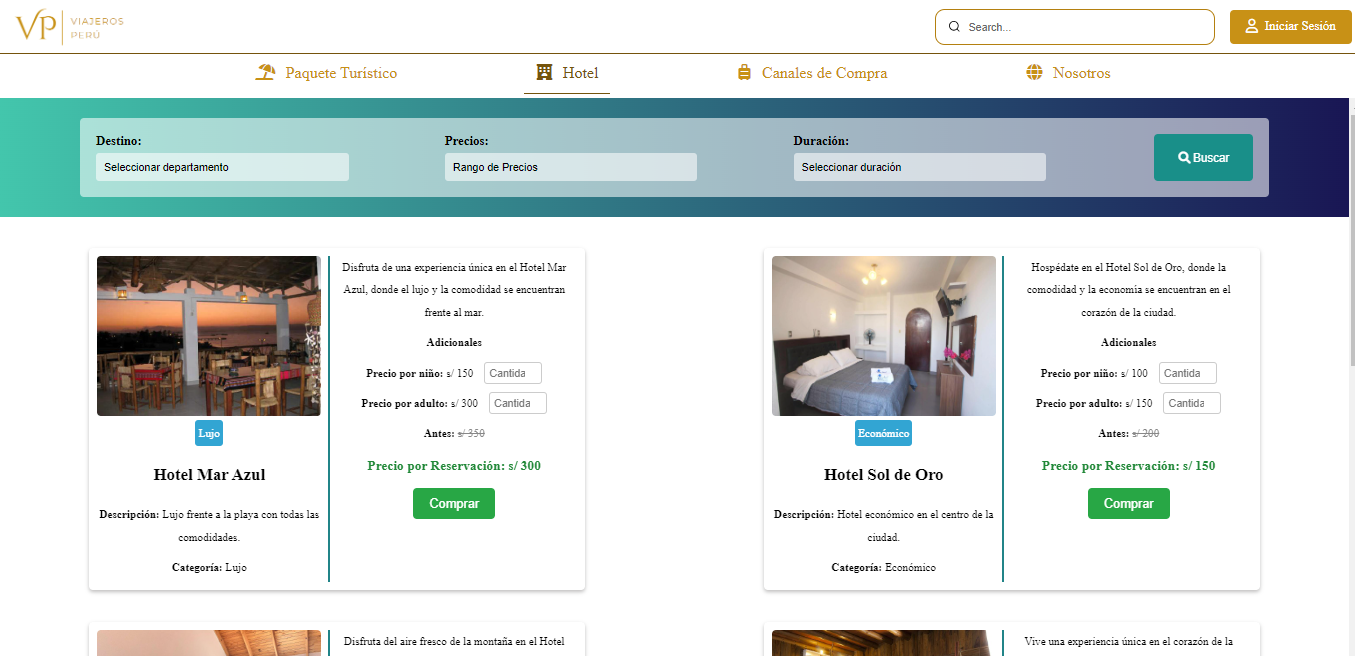 VP VIAJEROS
PERÚ
Search...
Iniciar Sesión
Paquete Turístico
Hotel
Canales de Compra
Nosotros
Destino:
Seleccionar departamento
Precios:
Rango de Precios
Duración:
Seleccionar duración
Buscar
Lujo
Hotel Mar Azul
Descripción: Lujo frente a la playa con todas las
comodidades.
Categoría: Lujo
Disfruta de una experiencia única en el Hotel Mar
Azul, donde el lujo y la comodidad se encuentran
frente al mar.
Adicionales
Precio por niño: s/ 150 Cantida
Precio por adulto: s/ 300 Cantida
Antes: s/ 350
Precio por Reservación: s/ 300
Comprar
Económico
Hotel Sol de Oro
Descripción: Hotel económico en el centro de la
ciudad.
Categoría: Económico
Hospédate en el Hotel Sol de Oro, donde la
comodidad y la economia se encuentran en el
corazón de la ciudad.
Adicionales
Precio por niño: s/ 100 Cantida
Precio por adulto: s/ 150 Cantida
Antes: s/ 200
Precio por Reservación: s/ 150
Comprar
Disfruta del aire fresco de la montaña en el Hotel
Vive una experiencia única en el corazón de la